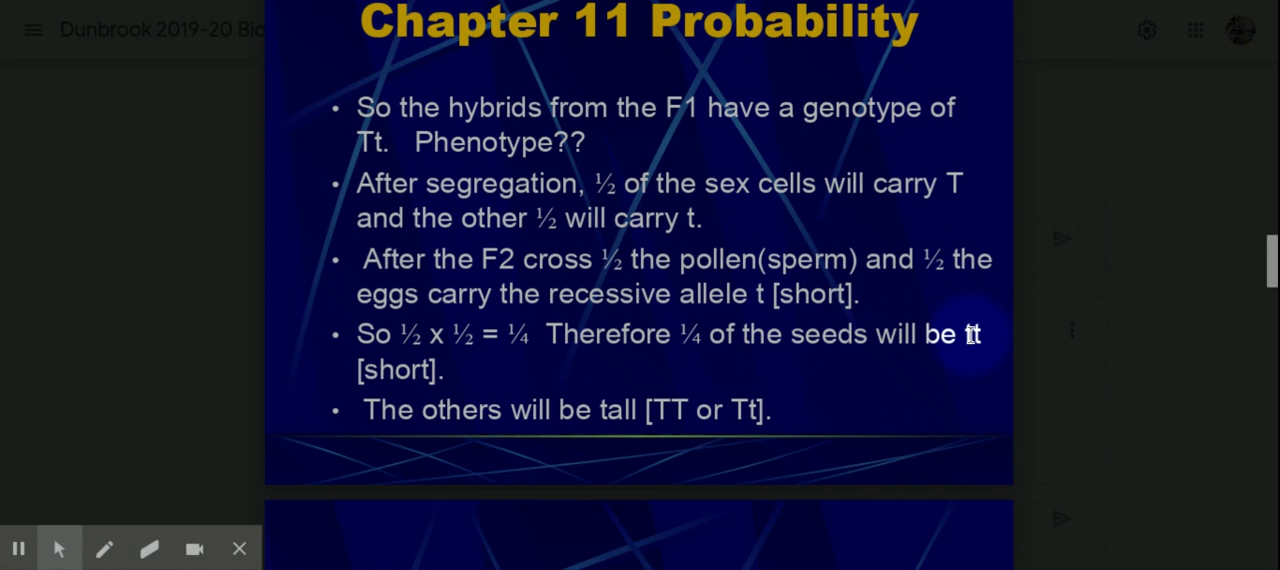 Chapter 11 Probability
Dunbrook 2019-20 Bio
• So the hybrids from the F1 have a genotype of
Tt. Phenotype??
• After segregation, ½ of the sex cells will carry T
and the other ½ will carry t.
• After the F2 cross ½ the pollen(sperm) and ½ the
eggs carry the recessive allele t [short].
• So ½ x ½ = ¼ Therefore ¼ of the seeds will be tt
[short].
• The others will be tall [TT or Tt].